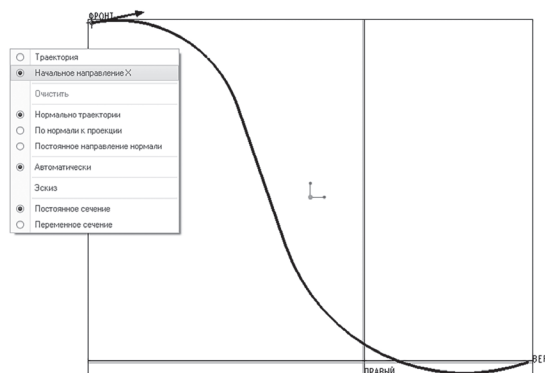 ФРОНТ
Траектория
Начальное направление X
Очистить
Нормально траектории
По нормали к проекции
Постоянное направление нормали
Автоматически
Эскиз
Постоянное сечение
Переменное сечение
ВЕР
ПРАВЫЙ